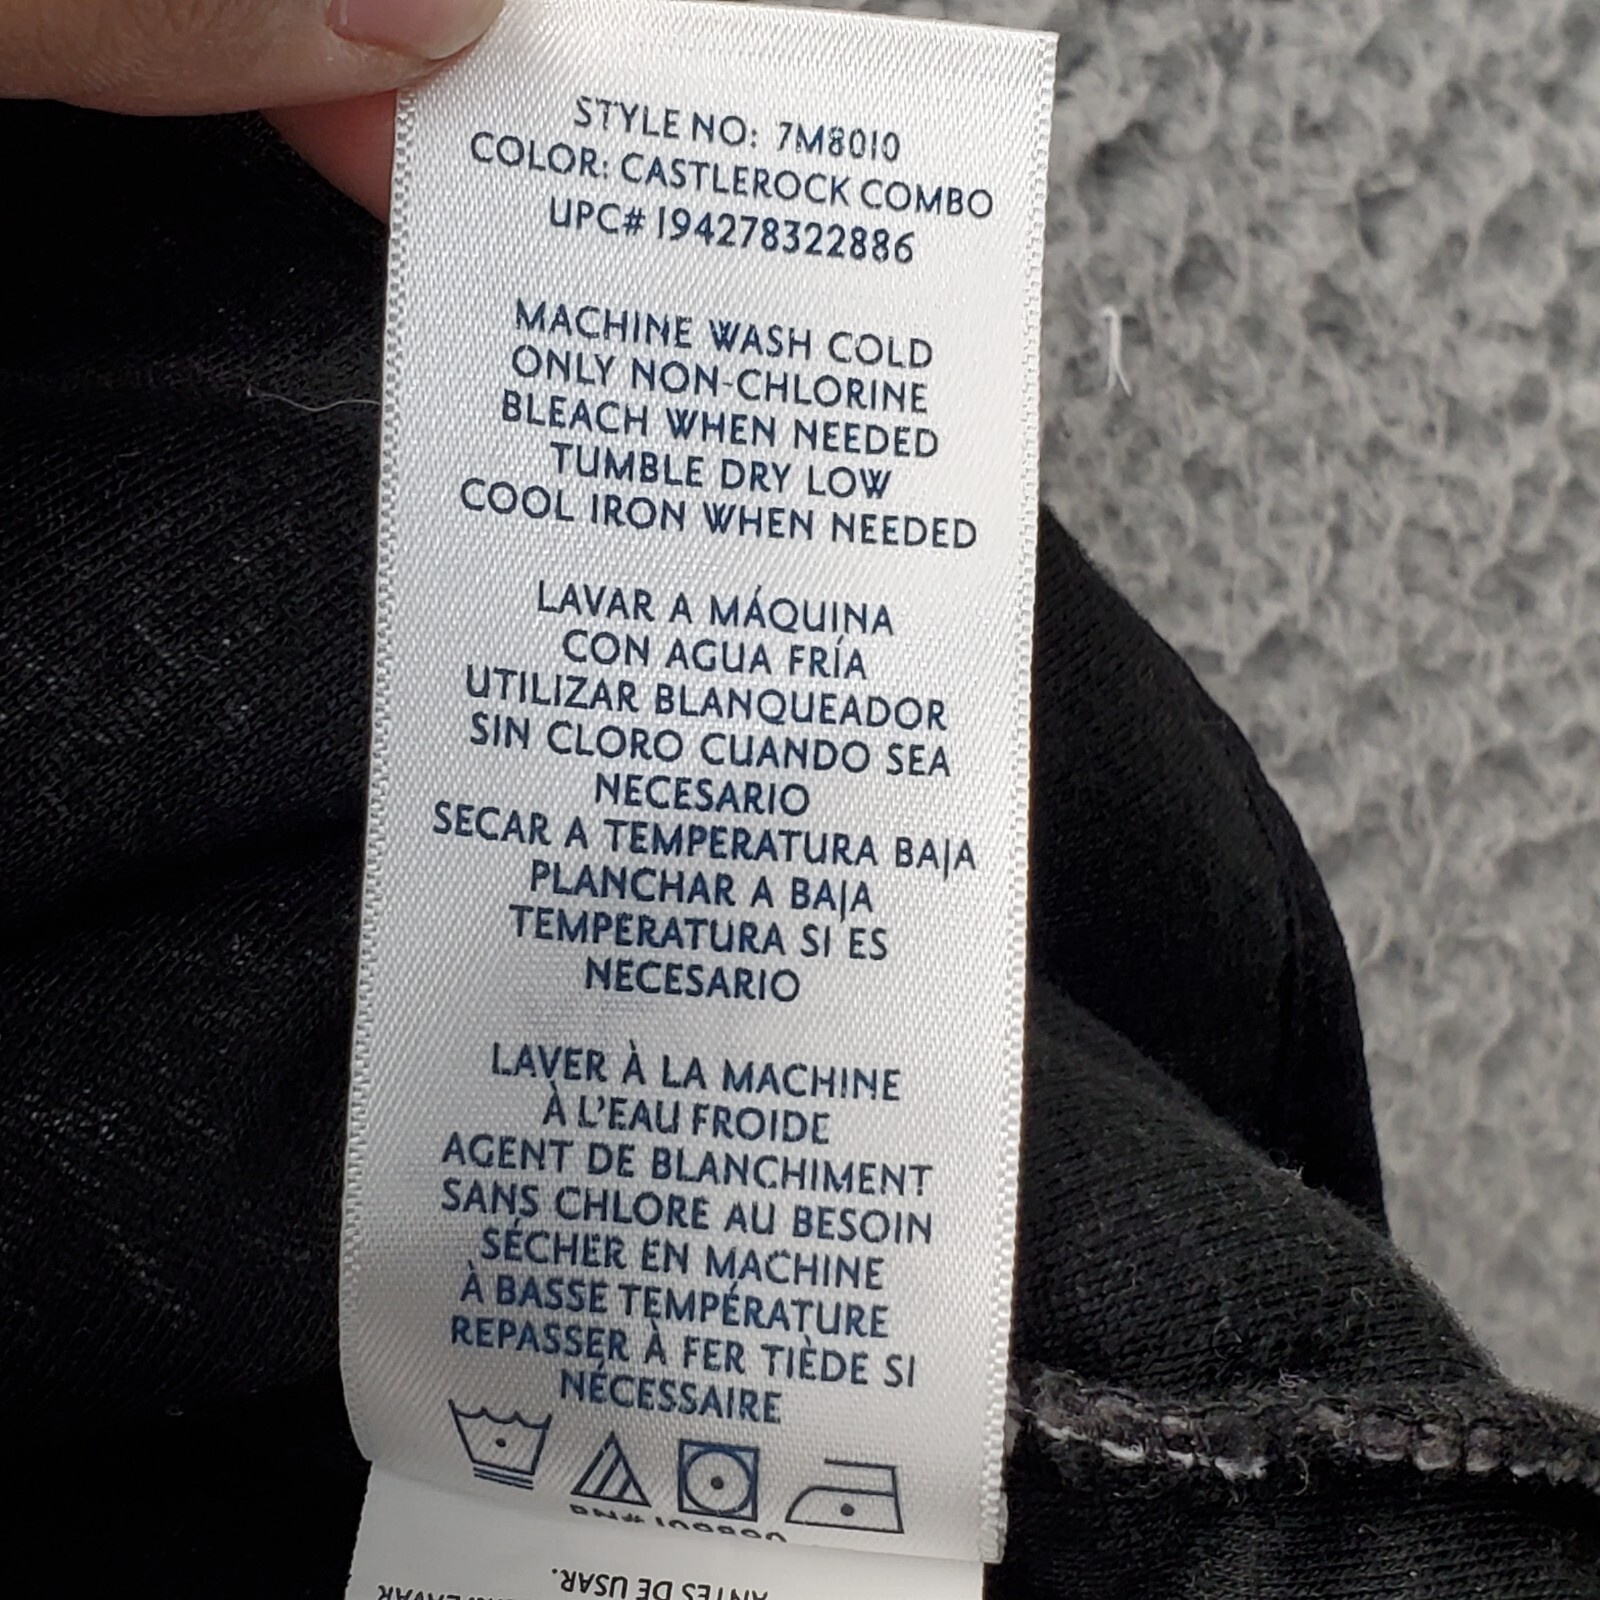 STYLE NO: 7M8010
COLOR: CASTLEROCK COMBO
UPC# 194278322886
MACHINE WASH COLD
ONLY NON-CHLORINE
BLEACH WHEN NEEDED
TUMBLE DRY LOW
COOL IRON WHEN NEEDED
LAVAR A MÁQUINA
CON AGUA FRÍA
UTILIZAR BLANQUEADOR
SIN CLORO CUANDO SEA
NECESARIO
SECAR A TEMPERATURA BAJA
PLANCHAR A BAJA
TEMPERATURA SI ES
NECESARIO
LAVER À LA MACHINE
À L'EAU FROIDE
AGENT DE BLANCHIMENT
SANS CHLORE AU BESOIN
SÉCHER EN MACHINE
À BASSE TEMPÉRATURE
REPASSER À FER TIÈDE SI
NÉCESSAIRE
ANTES DE USAR.